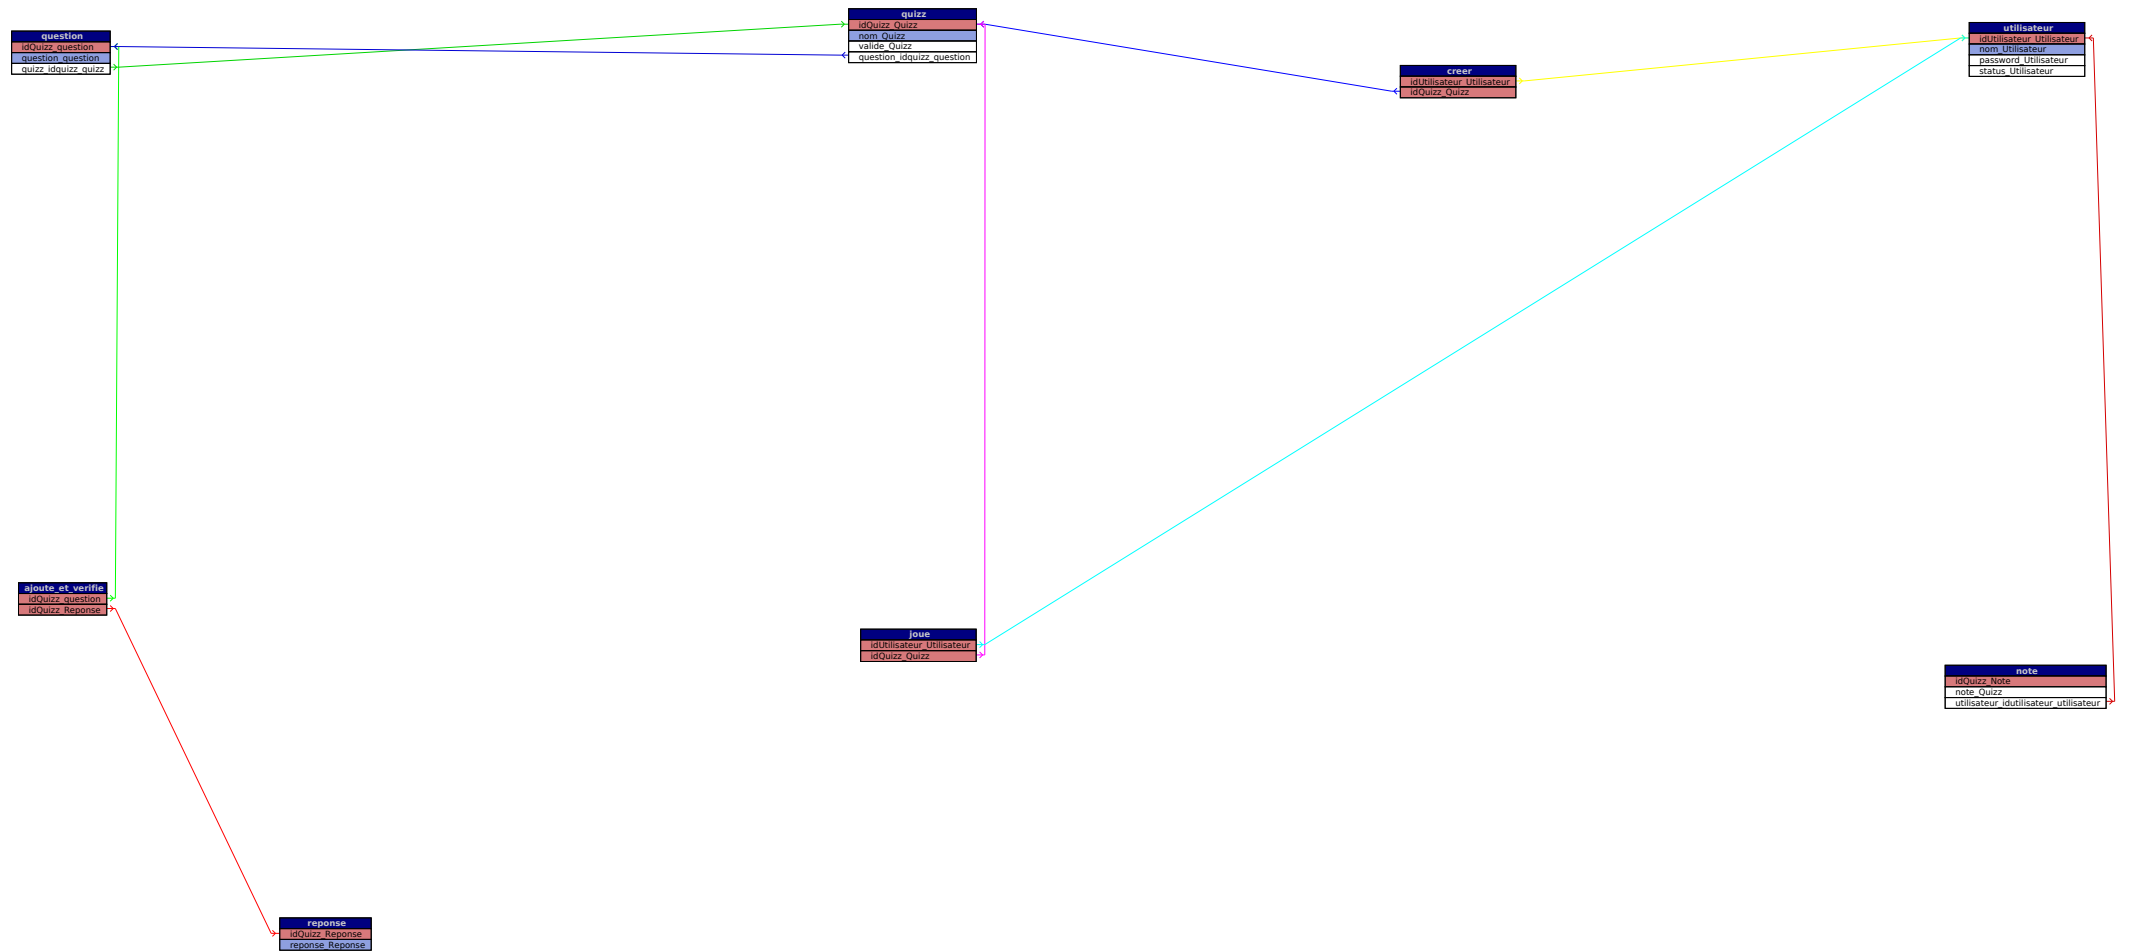 quizz
idQuizz_Quizz
nom_Quizz
valide_Quizz
question_idquizz_question
question
idQuizz_question
question_question
quizz_idquizz_quizz
utilisateur
idUtilisateur_Utilisateur
nom_Utilisateur
password_Utilisateur
status_Utilisateur
creer
idUtilisateur_Utilisateur
idQuizz_Quizz
ajoute_et_verifie
idQuizz_question
idQuizz_Reponse
joue
idUtilisateur_Utilisateur
idQuizz_Quizz
note
idQuizz_Note
note_Quizz
utilisateur_idutilisateur_utilisateur
reponse
idQuizz_Reponse
reponse_Reponse